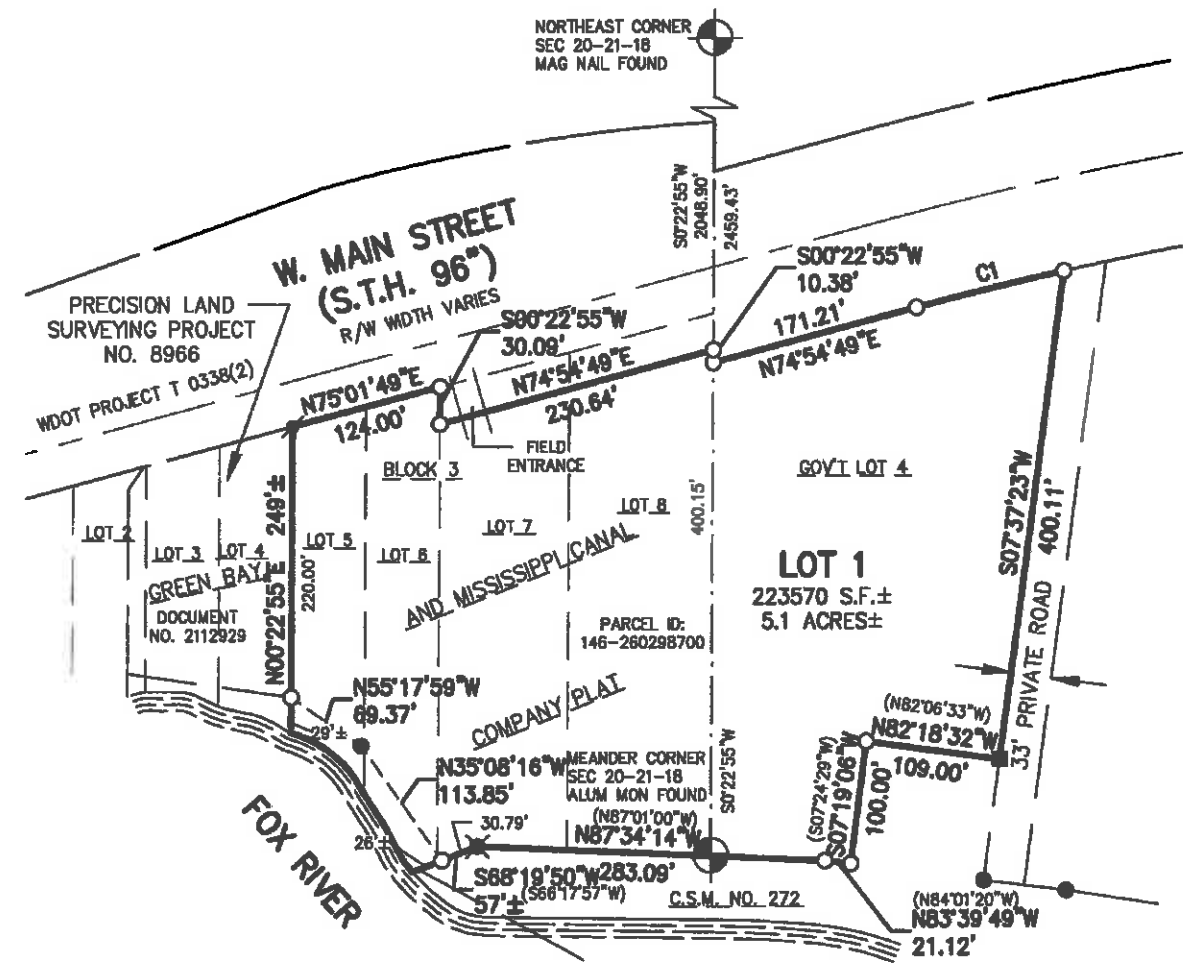 NORTHEAST CORNER
SEC 20-21-18
MAG NAIL FOUND
S0°22'55"W
2048.90'
2459.43'
W. MAIN STREET
(S.T.H. 96")
R/W WIDTH VARIES
PRECISION LAND
SURVEYING PROJECT
NO. 8966
WDOT PROJECT T 0338(2)
S00°22'55"W
10.38'
C1
171.21'
N74°54'49"E
S00°22'55"W
30.09'
N74°54'49"E
230.64'
N75°01'49"E
124.00'
FIELD
ENTRANCE
BLOCK 3
GOV'T LOT 4
LOT 2
LOT 3
LOT 4
LOT 5
LOT 6
LOT 7
LOT 8
N00°22'55"E 249'±
220.00'
400.15'
S07°37'23"W
400.11'
GREEN BAY
AND MISSISSIPPI CANAL
COMPANY PLAT
DOCUMENT
NO. 2112929
LOT 1
223570 S.F.±
5.1 ACRES±
PARCEL ID:
146-260298700
33' PRIVATE ROAD
N55°17'59"W
69.37'
29'±
N35°08'16"W
113.85'
MEANDER CORNER
SEC 20-21-18
ALUM MON FOUND
(N87°01'00"W)
N87°34'14"W
283.09'
S0°22'55"W
(S07°24'29"W)
S07°19'06"W
100.00'
(N82°06'33"W)
N82°18'32"W
109.00'
30.79'
26'±
S68°19'50"W
(S66°17'57"W)
57'±
FOX RIVER
C.S.M. NO. 272
(N84°01'20"W)
N83°39'49"W
21.12'